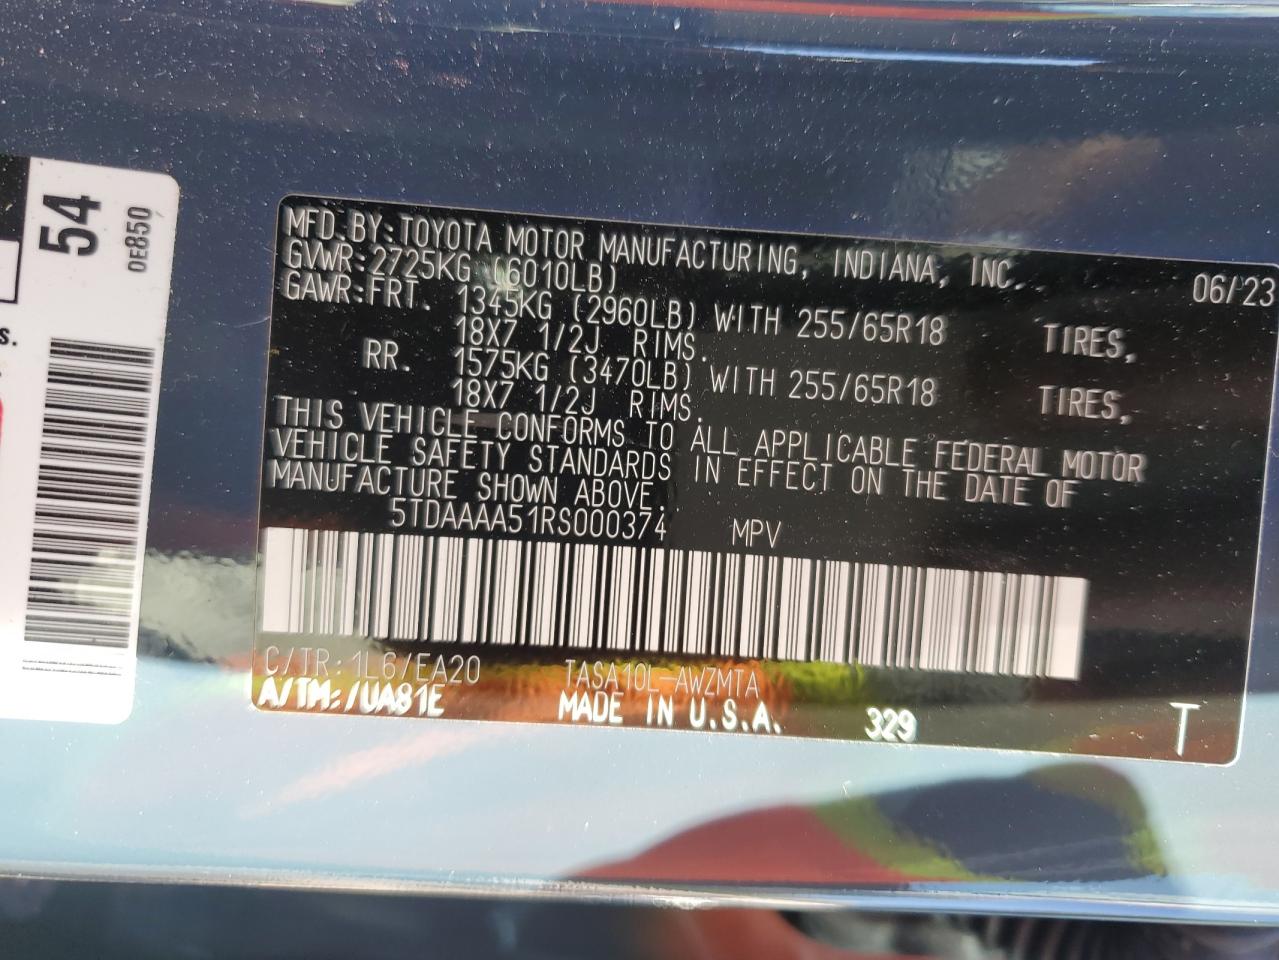 54
0E850
s.
MFD.BY:TOYOTA MOTOR MANUFACTURING, INDIANA, INC. 06/23
GVWR:2725KG (6010LB)
GAWR:FRT. 1345KG (2960LB) WITH 255/65R18 TIRES,
18X7 1/2J RIMS.
RR. 1575KG (3470LB) WITH 255/65R18 TIRES,
18X7 1/2J RIMS.
THIS VEHICLE CONFORMS TO ALL APPLICABLE FEDERAL MOTOR
VEHICLE SAFETY STANDARDS IN EFFECT ON THE DATE OF
MANUFACTURE SHOWN ABOVE.
5TDAAAA51RS000374 MPV
C/TR:1L6/EA20 TASA10L-AWZMTA
A/TM:/UA81E MADE IN U.S.A. 329 T